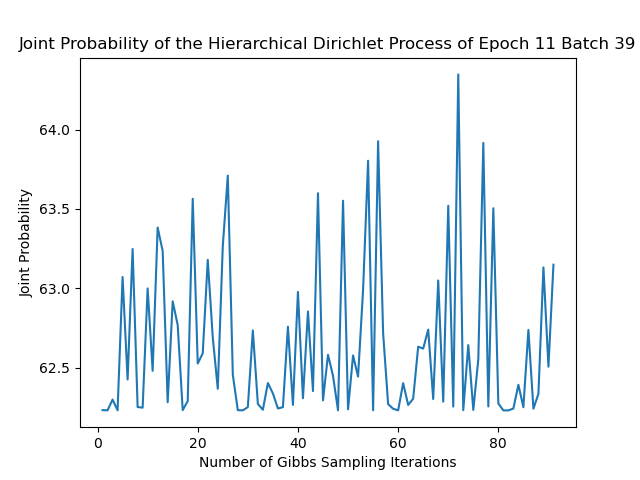 Joint Probability of the Hierarchical Dirichlet Process of Epoch 11 Batch 39
Joint Probability
64.0
63.5
63.0
62.5
0 20 40 60 80
Number of Gibbs Sampling Iterations